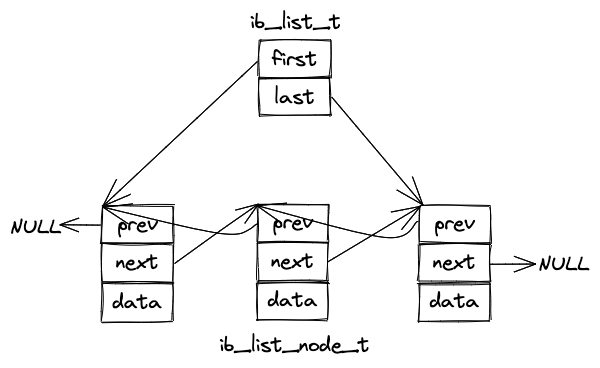 ib_list_t
first
last
NULL
prev
prev
prev
next
next
next
NULL
data
data
data
ib_list_node_t